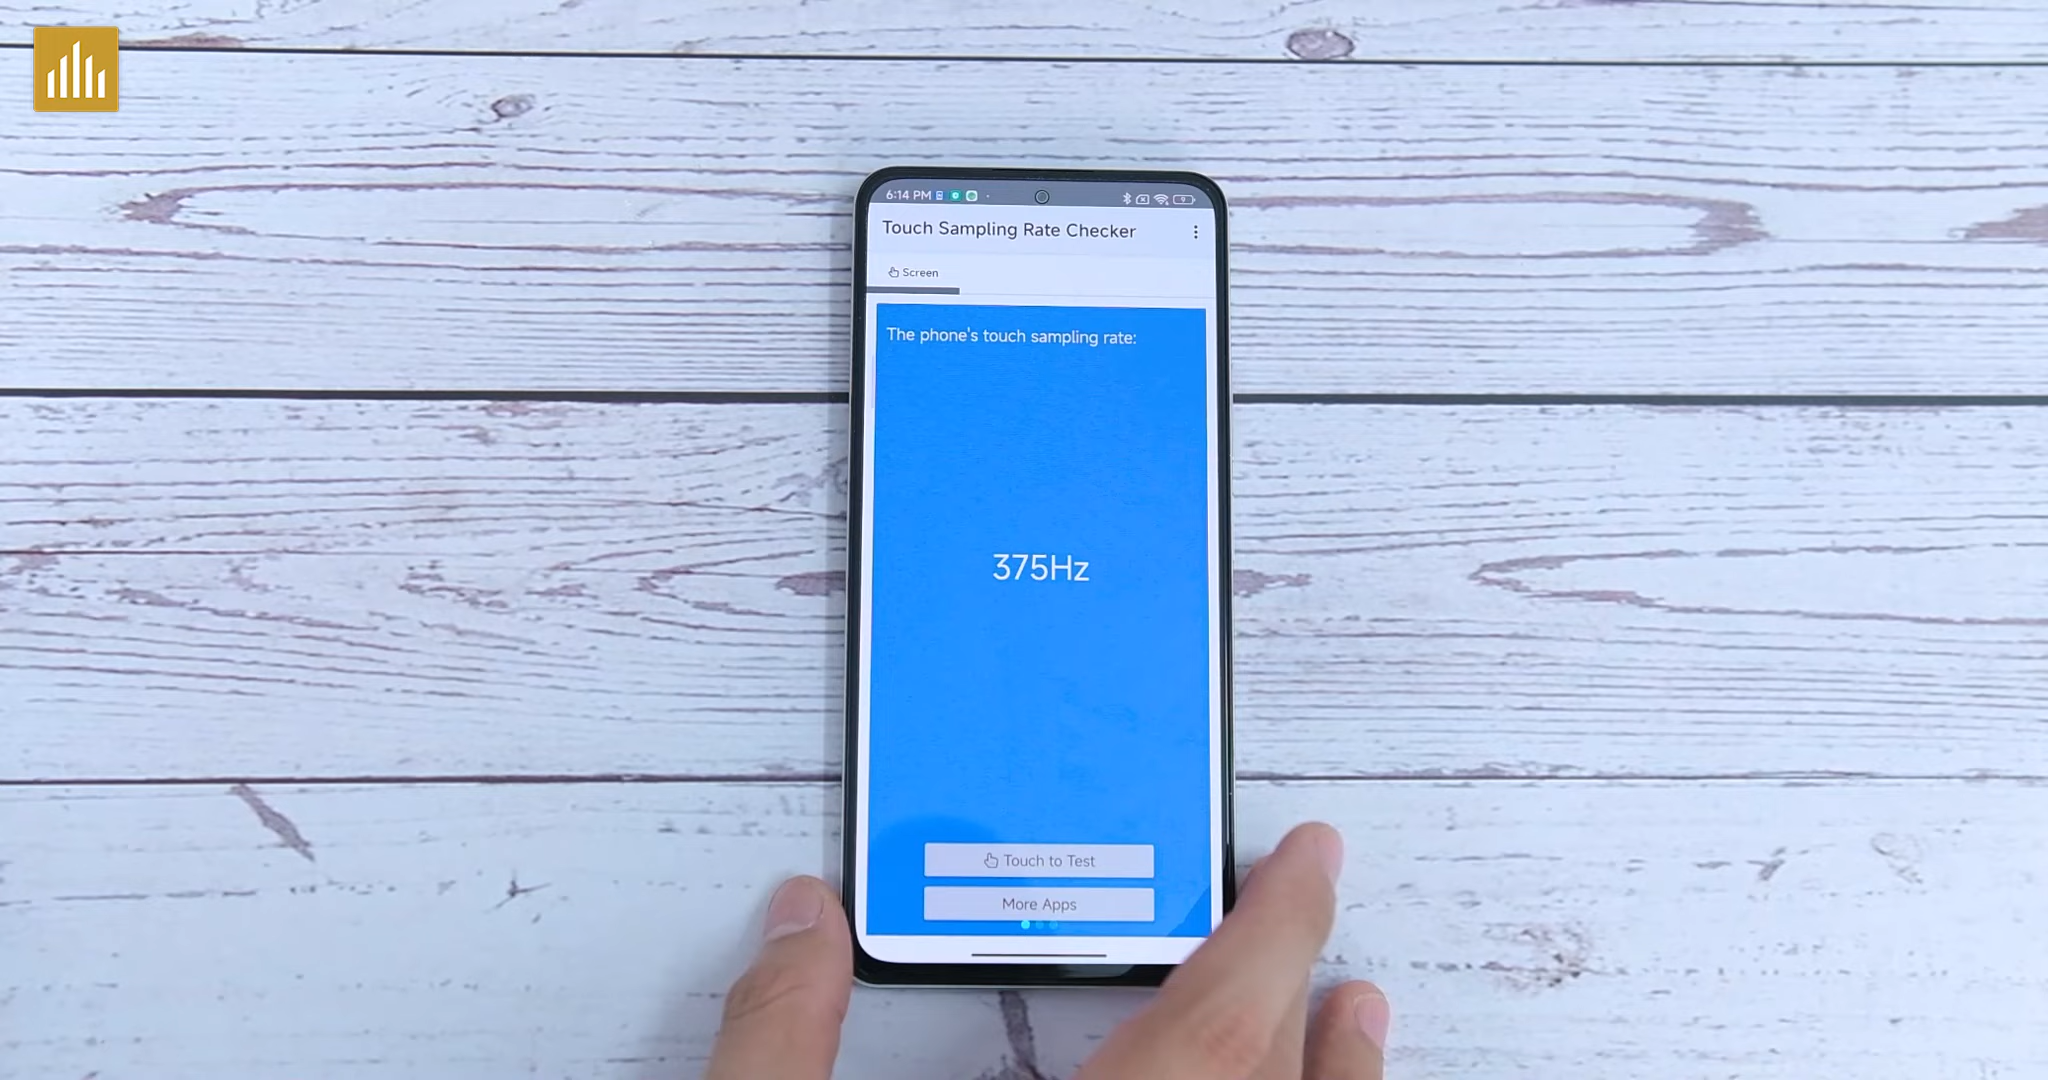 6:14 PM
Touch Sampling Rate Checker
Screen
The phone's touch sampling rate:
375Hz
Touch to Test
More Apps